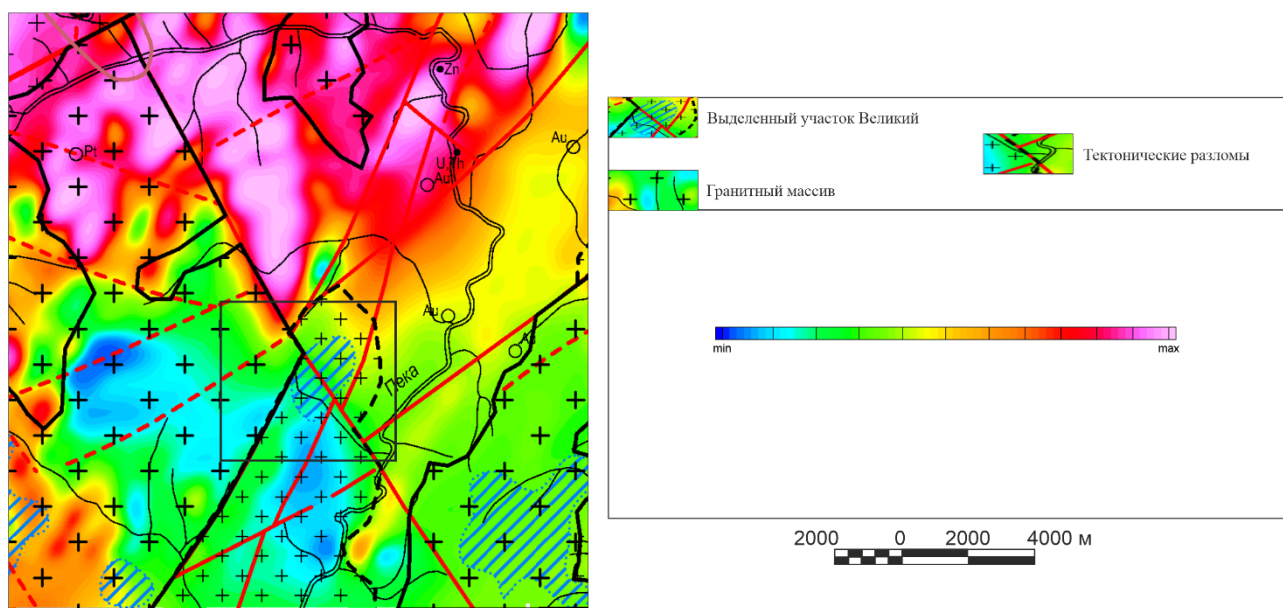 Zn
Au
Pt
U,Th
Au
Au
Ag
Пека
Выделенный участок Великий
Тектонические разломы
Гранитный массив
min
max
2000 0 2000 4000 м